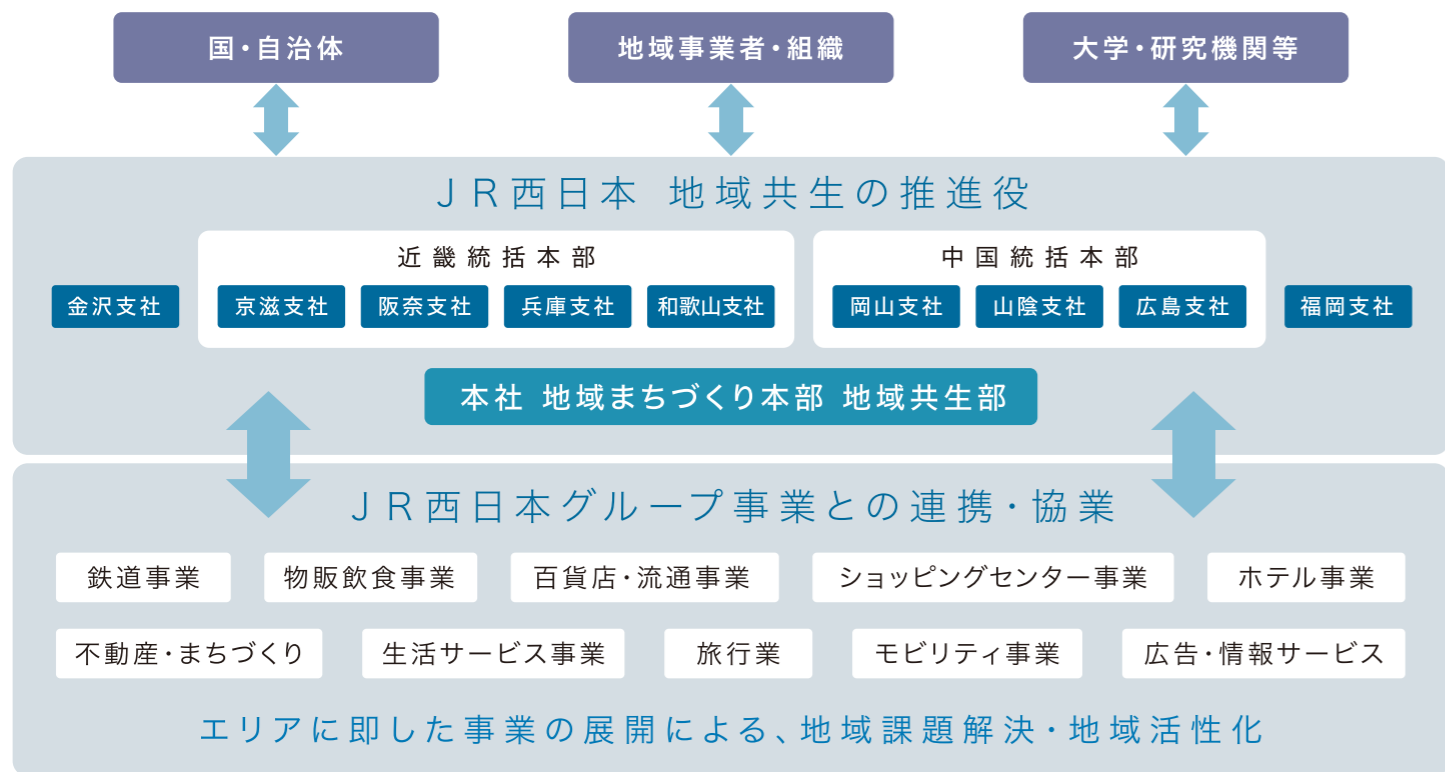 国・自治体
地域事業者・組織
大学・研究機関等
JR西日本 地域共生の推進役
近畿統括本部
中国統括本部
金沢支社
京滋支社
阪奈支社
兵庫支社
和歌山支社
岡山支社
山陰支社
広島支社
福岡支社
本社 地域まちづくり本部 地域共生部
JR西日本グループ事業との連携・協業
鉄道事業
物販飲食事業
百貨店・流通事業
ショッピングセンター事業
ホテル事業
不動産・まちづくり
生活サービス事業
旅行業
モビリティ事業
広告・情報サービス
エリアに即した事業の展開による、地域課題解決・地域活性化